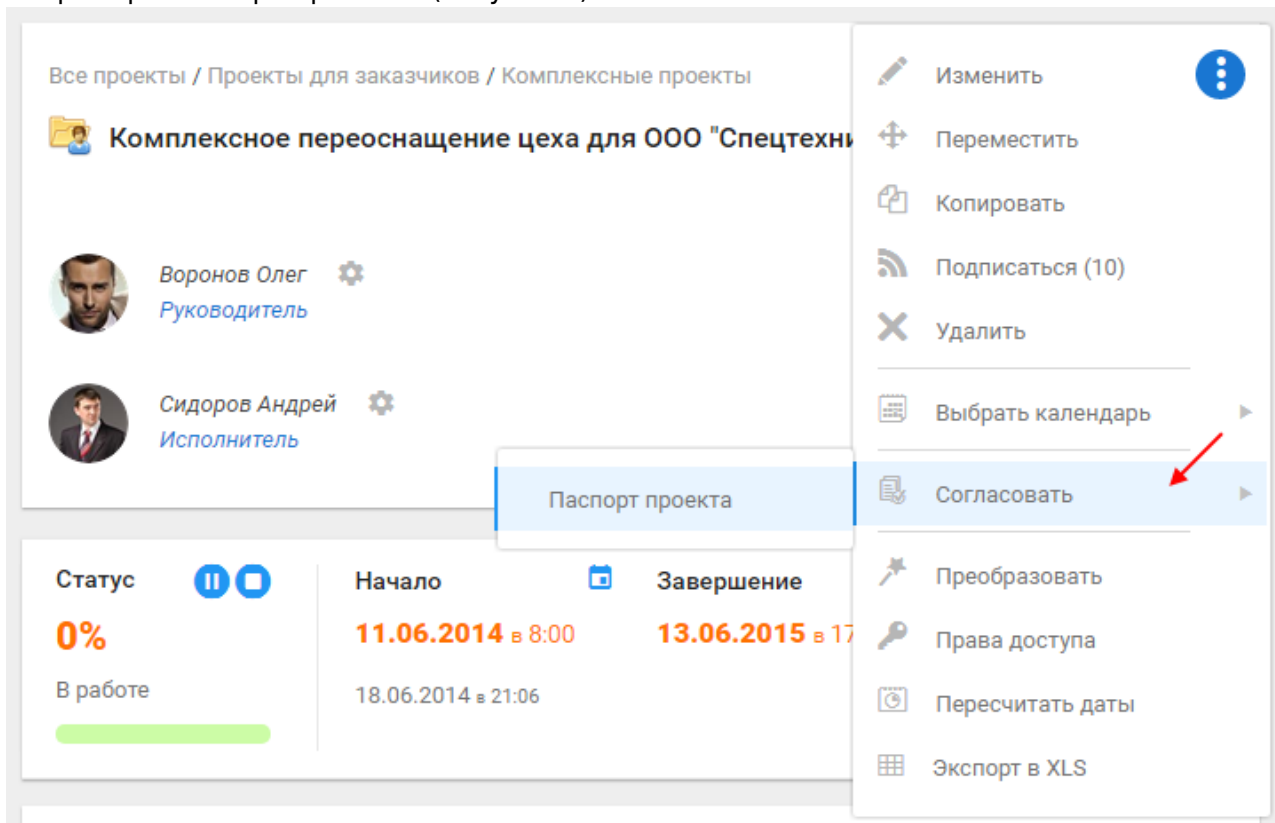 Все проекты / Проекты для заказчиков / Комплексные проекты
Комплексное переоснащение цеха для ООО "Спецтехни
Воронов Олег
Руководитель
Сидоров Андрей
Исполнитель
Изменить
Переместить
Копировать
Подписаться (10)
Удалить
Выбрать календарь
Согласовать
Паспорт проекта
Преобразовать
Права доступа
Пересчитать даты
Экспорт в XLS
Статус
0%
В работе
Начало
11.06.2014 в 8:00
18.06.2014 в 21:06
Завершение
13.06.2015 в 17